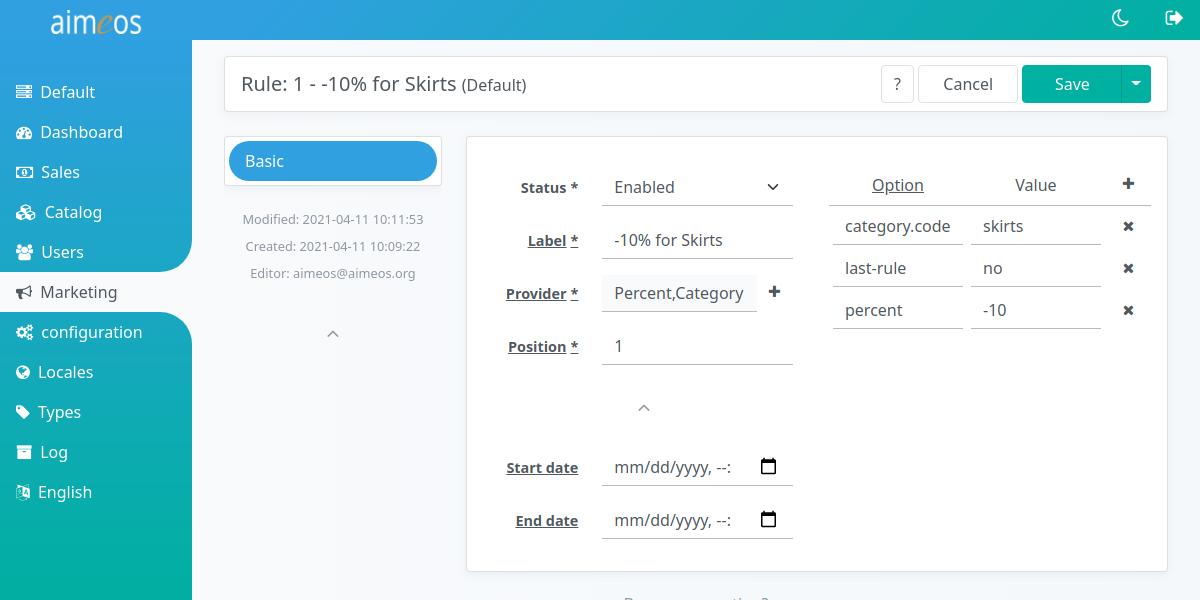 aimeos
Default
Dashboard
Sales
Catalog
Users
Marketing
configuration
Locales
Types
Log
English
Rule: 1 - -10% for Skirts (Default)
?
Cancel
Save
Basic
Modified: 2021-04-11 10:11:53
Created: 2021-04-11 10:09:22
Editor: aimeos@aimeos.org
Status * Enabled
Label * -10% for Skirts
Provider * Percent,Category
Position * 1
Start date mm/dd/yyyy, --:
End date mm/dd/yyyy, --:
Option Value
category.code skirts
last-rule no
percent -10